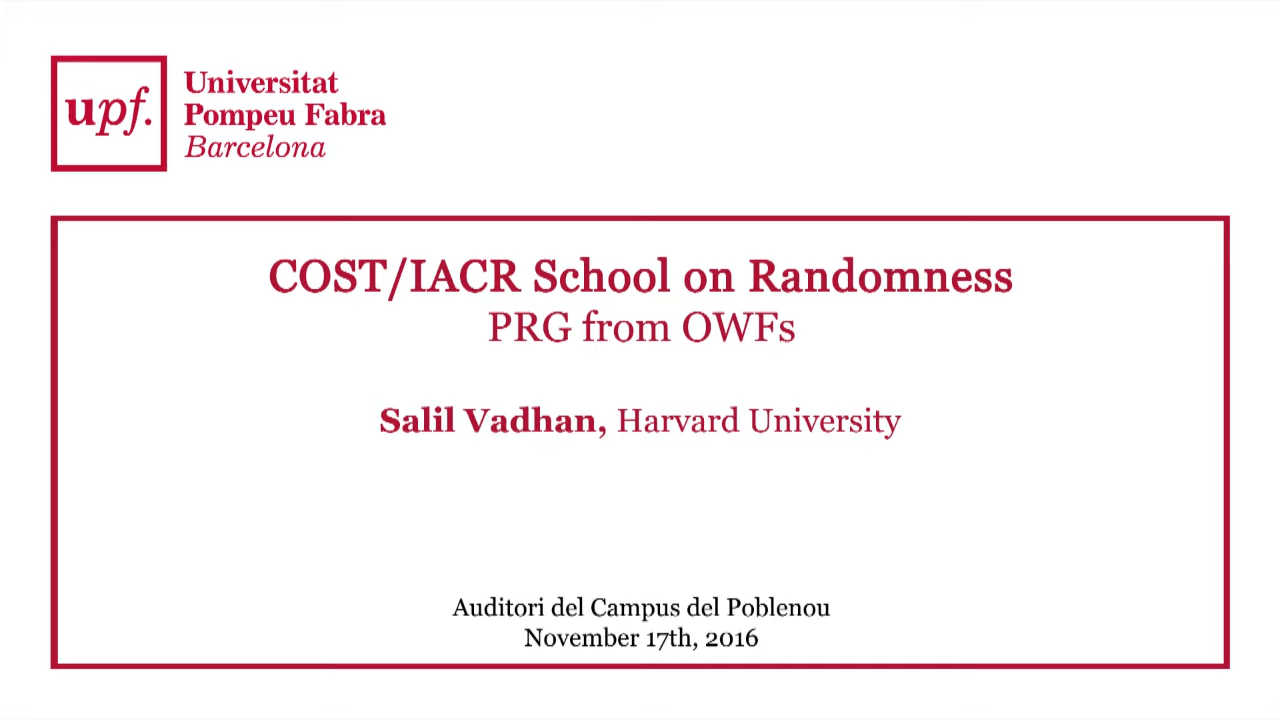 upf.
Universitat
Pompeu Fabra
Barcelona
COST/IACR School on Randomness
PRG from OWFs
Salil Vadhan, Harvard University
Auditori del Campus del Poblenou
November 17th, 2016